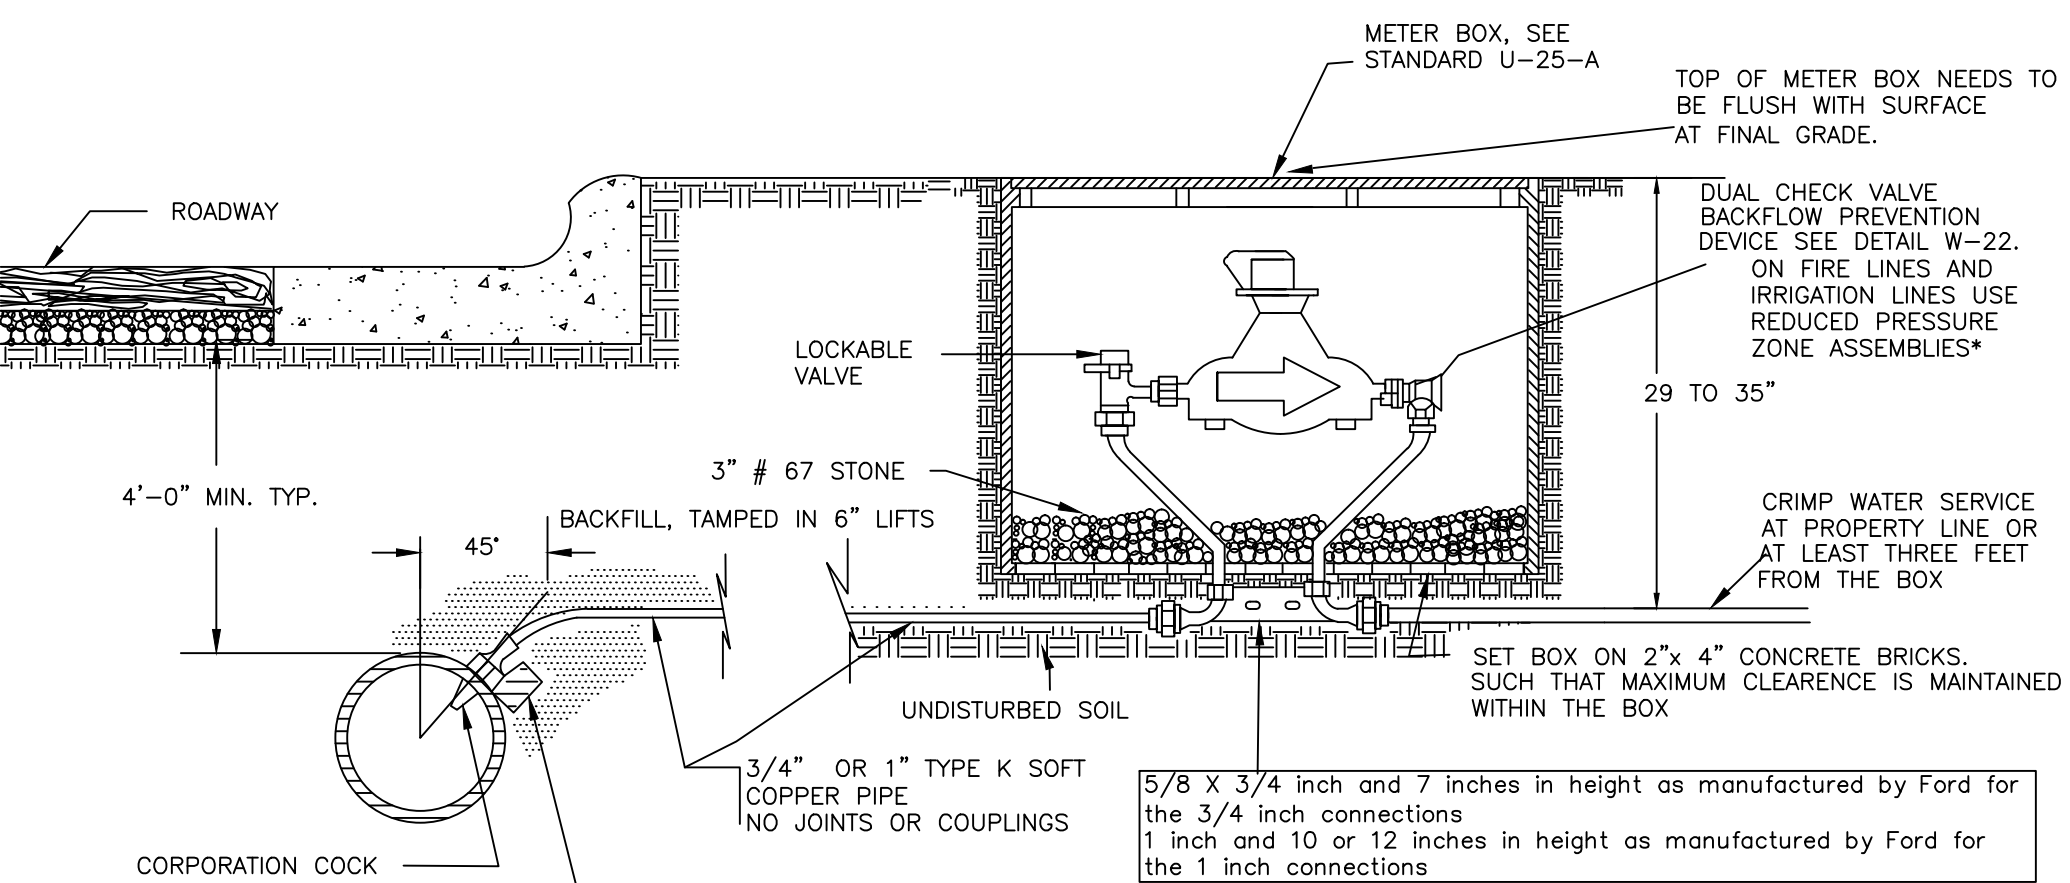 METER BOX, SEE
STANDARD U-25-A
TOP OF METER BOX NEEDS TO
BE FLUSH WITH SURFACE
AT FINAL GRADE.
ROADWAY
DUAL CHECK VALVE
BACKFLOW PREVENTION
DEVICE SEE DETAIL W-22.
ON FIRE LINES AND
IRRIGATION LINES USE
REDUCED PRESSURE
ZONE ASSEMBLIES*
LOCKABLE
VALVE
29 TO 35"
3" # 67 STONE
4'-0" MIN. TYP.
BACKFILL, TAMPED IN 6" LIFTS
45°
CRIMP WATER SERVICE
AT PROPERTY LINE OR
AT LEAST THREE FEET
FROM THE BOX
SET BOX ON 2"x 4" CONCRETE BRICKS.
SUCH THAT MAXIMUM CLEARENCE IS MAINTAINED
WITHIN THE BOX
UNDISTURBED SOIL
3/4" OR 1" TYPE K SOFT
COPPER PIPE
NO JOINTS OR COUPLINGS
5/8 X 3/4 inch and 7 inches in height as manufactured by Ford for
the 3/4 inch connections
1 inch and 10 or 12 inches in height as manufactured by Ford for
the 1 inch connections
CORPORATION COCK